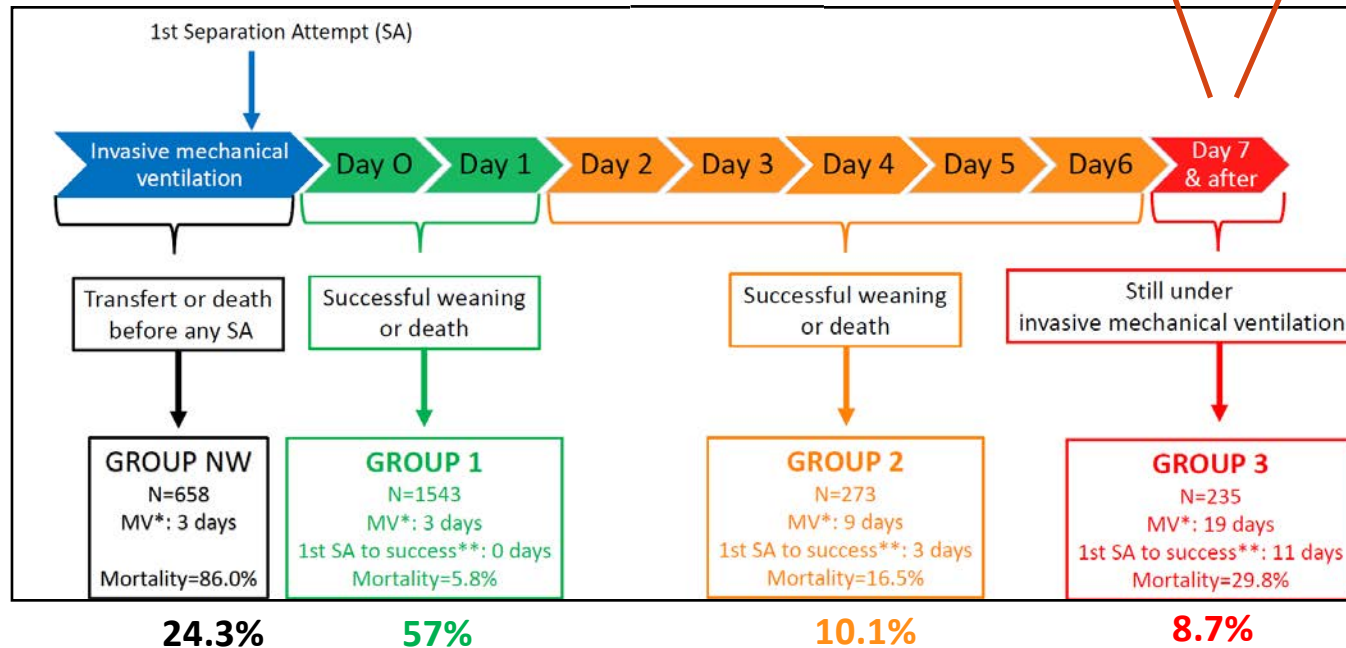 1st Separation Attempt (SA)
Invasive mechanical
ventilation
Day O
Day 1
Day 2
Day 3
Day 4
Day 5
Day6
Day 7
& after
Transfert or death
before any SA
Successful weaning
or death
Successful weaning
or death
Still under
invasive mechanical ventilation
GROUP NW
N=658
MV*: 3 days
Mortality=86.0%
GROUP 1
N=1543
MV*: 3 days
1st SA to success**: 0 days
Mortality=5.8%
GROUP 2
N=273
MV*: 9 days
1st SA to success**: 3 days
Mortality=16.5%
GROUP 3
N=235
MV*: 19 days
1st SA to success**: 11 days
Mortality=29.8%
24.3%
57%
10.1%
8.7%